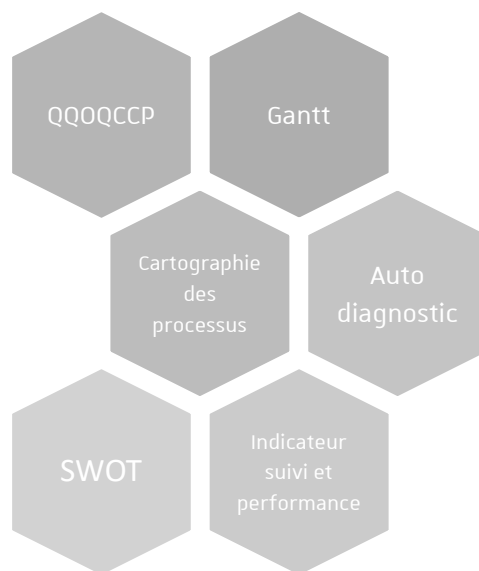 QQOQCCP
Gantt
Cartographie
des
processus
Auto
diagnostic
SWOT
Indicateur
suivi et
performance